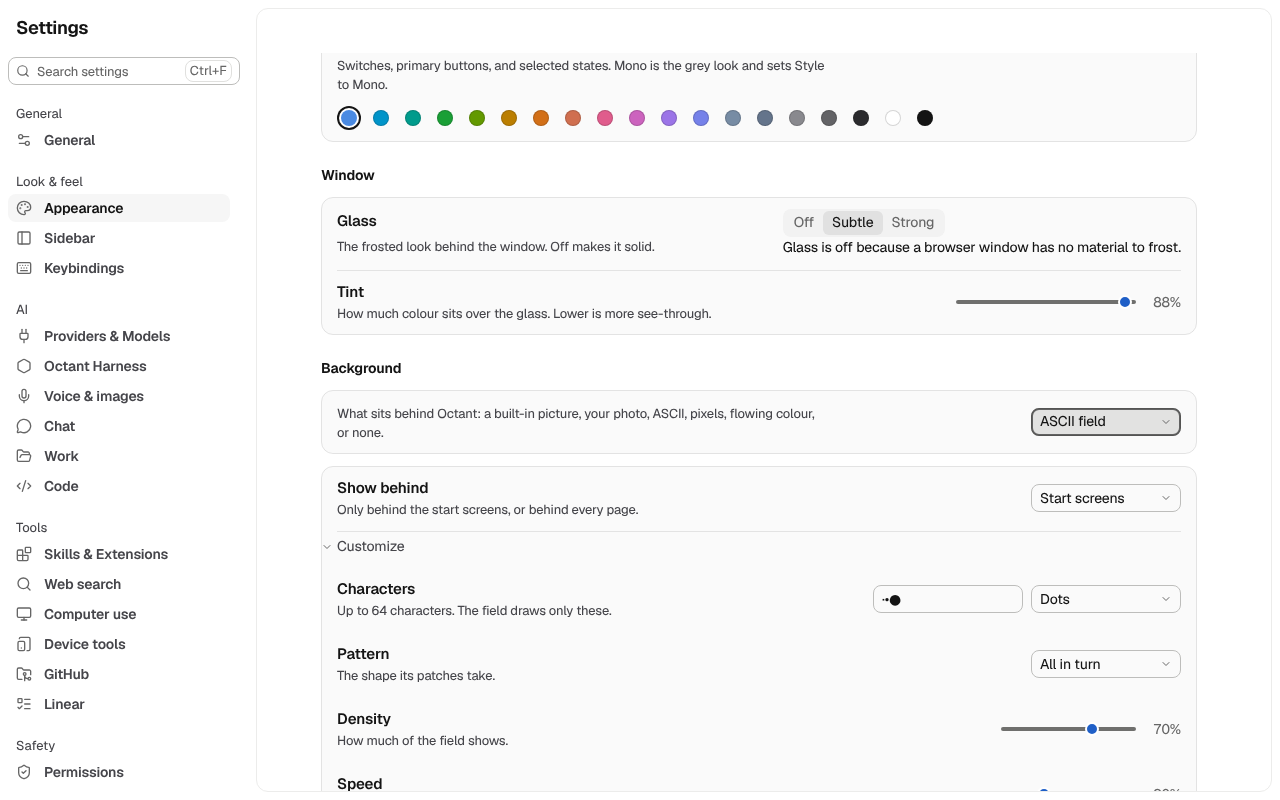 Settings
Search settings
Ctrl+F
General
General
Look & feel
Appearance
Sidebar
Keybindings
AI
Providers & Models
Octant Harness
Voice & images
Chat
Work
Code
Tools
Skills & Extensions
Web search
Computer use
Device tools
GitHub
Linear
Safety
Permissions
Switches, primary buttons, and selected states. Mono is the grey look and sets Style
to Mono.
Window
Glass
Off
Subtle
Strong
The frosted look behind the window. Off makes it solid.
Glass is off because a browser window has no material to frost.
Tint
How much colour sits over the glass. Lower is more see-through.
88%
Background
What sits behind Octant: a built-in picture, your photo, ASCII, pixels, flowing colour,
or none.
ASCII field
Show behind
Only behind the start screens, or behind every page.
Start screens
Customize
Characters
Up to 64 characters. The field draws only these.
Dots
Pattern
The shape its patches take.
All in turn
Density
How much of the field shows.
70%
Speed